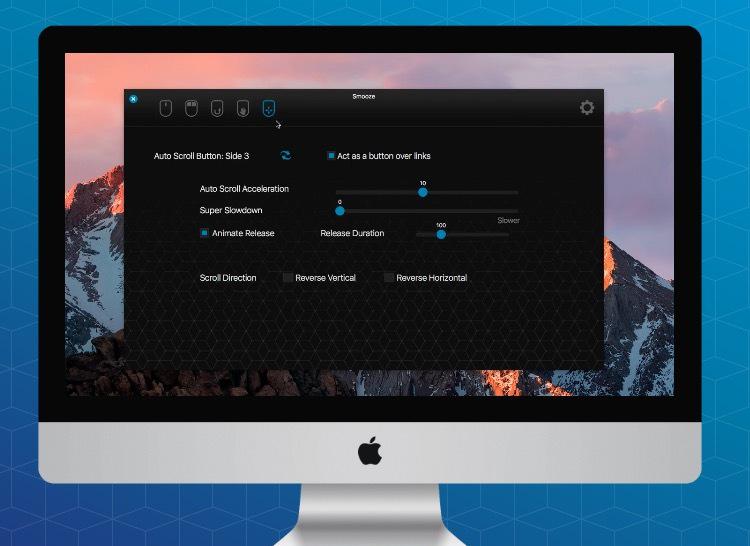 Smooze
Auto Scroll Button: Side 3
Act as a button over links
Auto Scroll Acceleration
10
Super Slowdown
0
Slower
Animate Release
Release Duration
100
Scroll Direction
Reverse Vertical
Reverse Horizontal